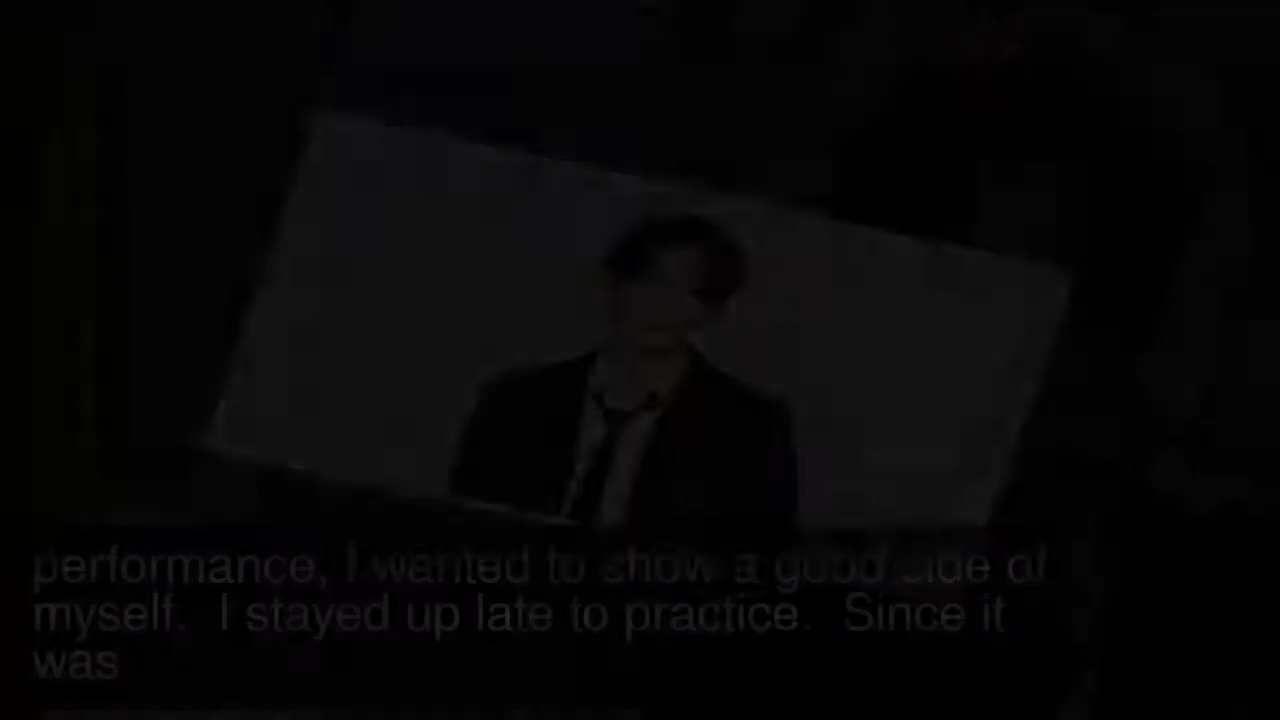 performance, I wanted to show a good side of
myself.  I stayed up late to practice.  Since it
was